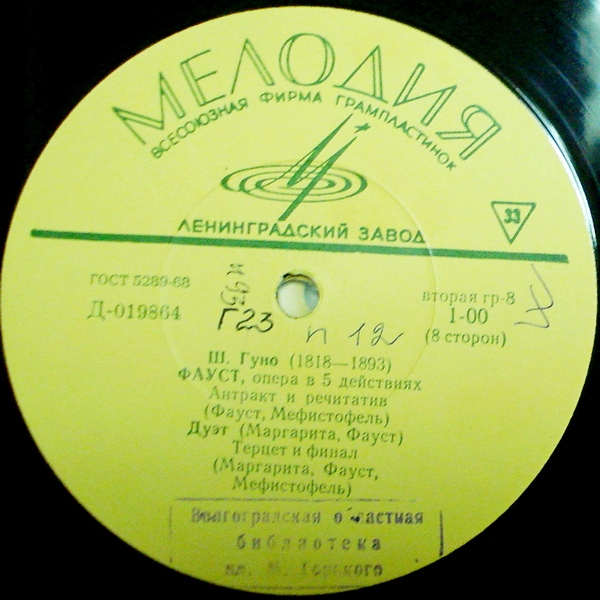 МЕЛОДИЯ
ВСЕСОЮЗНАЯ ФИРМА ГРАМПЛАСТИНОК
ЛЕНИНГРАДСКИЙ ЗАВОД
33
ГОСТ 5289-68
Д-019864
Г23
п 12
вторая гр-8
1-00
(8 сторон)
Ш. Гуно (1818—1893)
ФАУСТ, опера в 5 действиях
Антракт и речитатив
(Фауст, Мефистофель)
Дуэт (Маргарита, Фауст)
Терцет и финал
(Маргарита, Фауст,
Мефистофель)
Волгоградская областная
библиотека
им. М. Горького